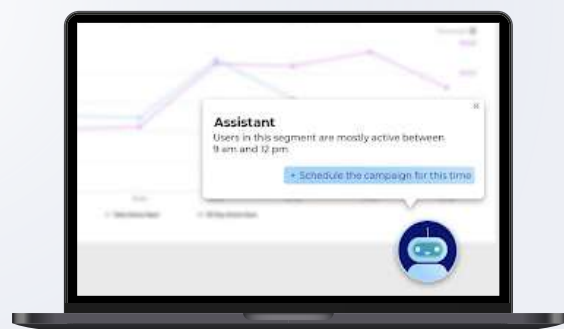 Assistant
Users in this segment are mostly active between
9 am and 12 pm
+ Schedule the campaign for this time